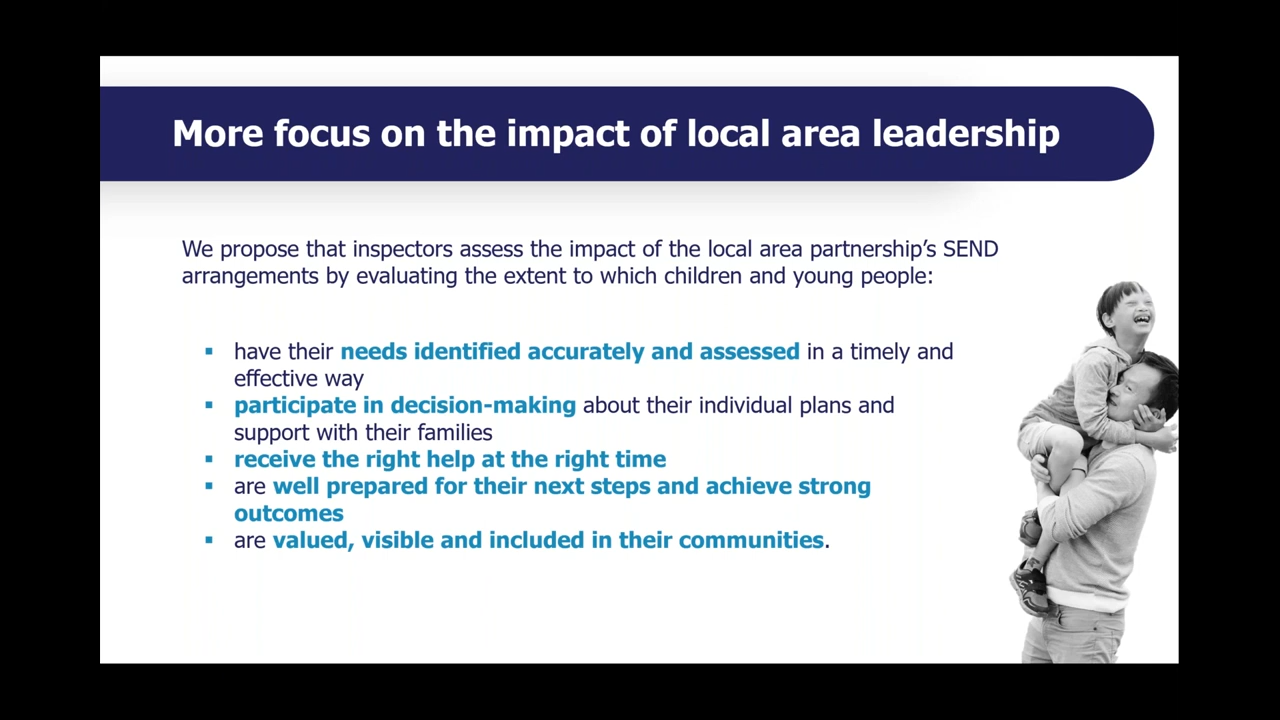 More focus on the impact of local area leadership
We propose that inspectors assess the impact of the local area partnership’s SEND
arrangements by evaluating the extent to which children and young people:
▪ have their needs identified accurately and assessed in a timely and
effective way
▪ participate in decision-making about their individual plans and
support with their families
▪ receive the right help at the right time
▪ are well prepared for their next steps and achieve strong
outcomes
▪ are valued, visible and included in their communities.